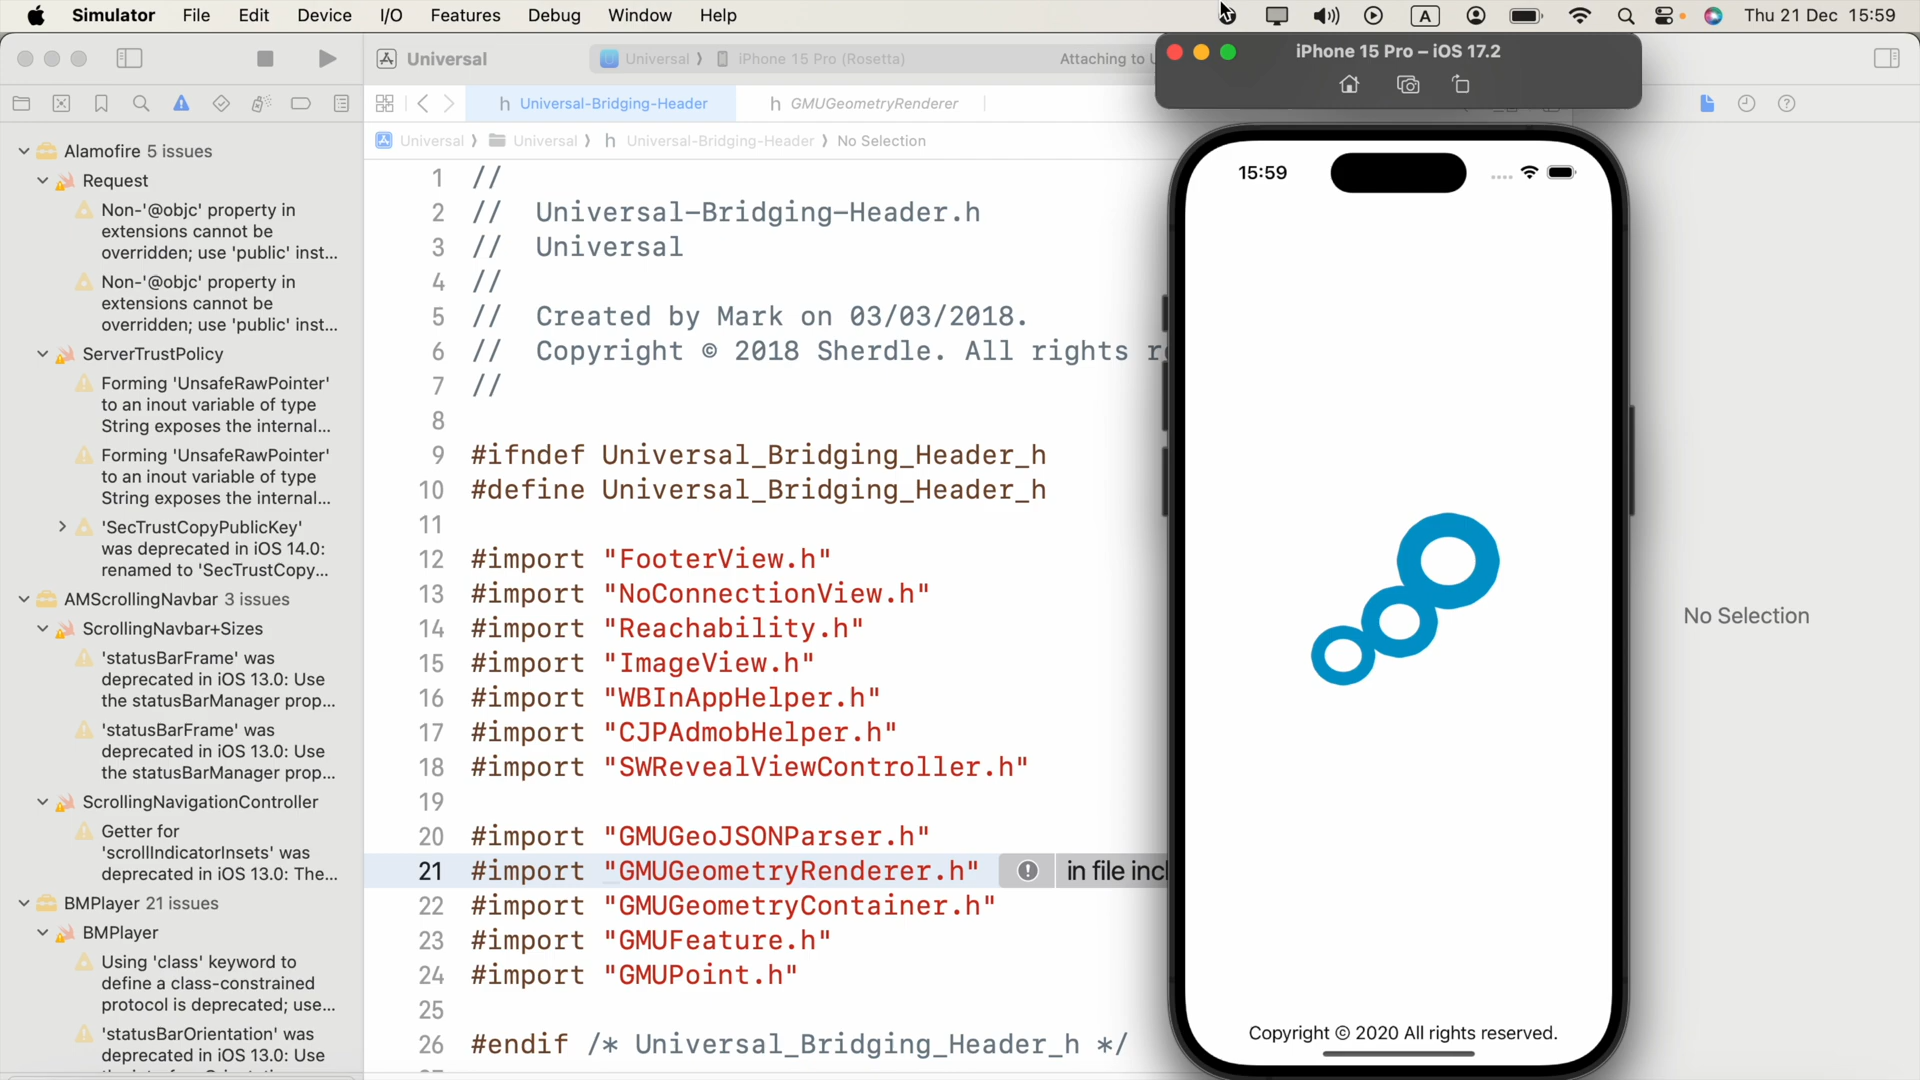 Simulator File Edit Device I/O Features Debug Window Help
A
Thu 21 Dec 15:59
Universal
Universal
iPhone 15 Pro (Rosetta)
Attaching to U
iPhone 15 Pro – iOS 17.2
h Universal-Bridging-Header
h GMUGeometryRenderer
Universal
Universal
h Universal-Bridging-Header
No Selection
Alamofire 5 issues
Request
Non-'@objc' property in
extensions cannot be
overridden; use 'public' inst...
Non-'@objc' property in
extensions cannot be
overridden; use 'public' inst...
ServerTrustPolicy
Forming 'UnsafeRawPointer'
to an inout variable of type
String exposes the internal...
Forming 'UnsafeRawPointer'
to an inout variable of type
String exposes the internal...
'SecTrustCopyPublicKey'
was deprecated in iOS 14.0:
renamed to 'SecTrustCopy...
AMScrollingNavbar 3 issues
ScrollingNavbar+Sizes
'statusBarFrame' was
deprecated in iOS 13.0: Use
the statusBarManager prop...
'statusBarFrame' was
deprecated in iOS 13.0: Use
the statusBarManager prop...
ScrollingNavigationController
Getter for
'scrollIndicatorInsets' was
deprecated in iOS 13.0: The...
BMPlayer 21 issues
BMPlayer
Using 'class' keyword to
define a class-constrained
protocol is deprecated; use...
'statusBarOrientation' was
deprecated in iOS 13.0: Use
1 //
2 // Universal-Bridging-Header.h
3 // Universal
4 //
5 // Created by Mark on 03/03/2018.
6 // Copyright © 2018 Sherdle. All rights re
7 //
8
9 #ifndef Universal_Bridging_Header_h
10 #define Universal_Bridging_Header_h
11
12 #import "FooterView.h"
13 #import "NoConnectionView.h"
14 #import "Reachability.h"
15 #import "ImageView.h"
16 #import "WBInAppHelper.h"
17 #import "CJPAdmobHelper.h"
18 #import "SWRevealViewController.h"
19
20 #import "GMUGeoJSONParser.h"
21 #import "GMUGeometryRenderer.h" in file incl
22 #import "GMUGeometryContainer.h"
23 #import "GMUFeature.h"
24 #import "GMUPoint.h"
25
26 #endif /* Universal_Bridging_Header_h */
15:59
Copyright © 2020 All rights reserved.
No Selection